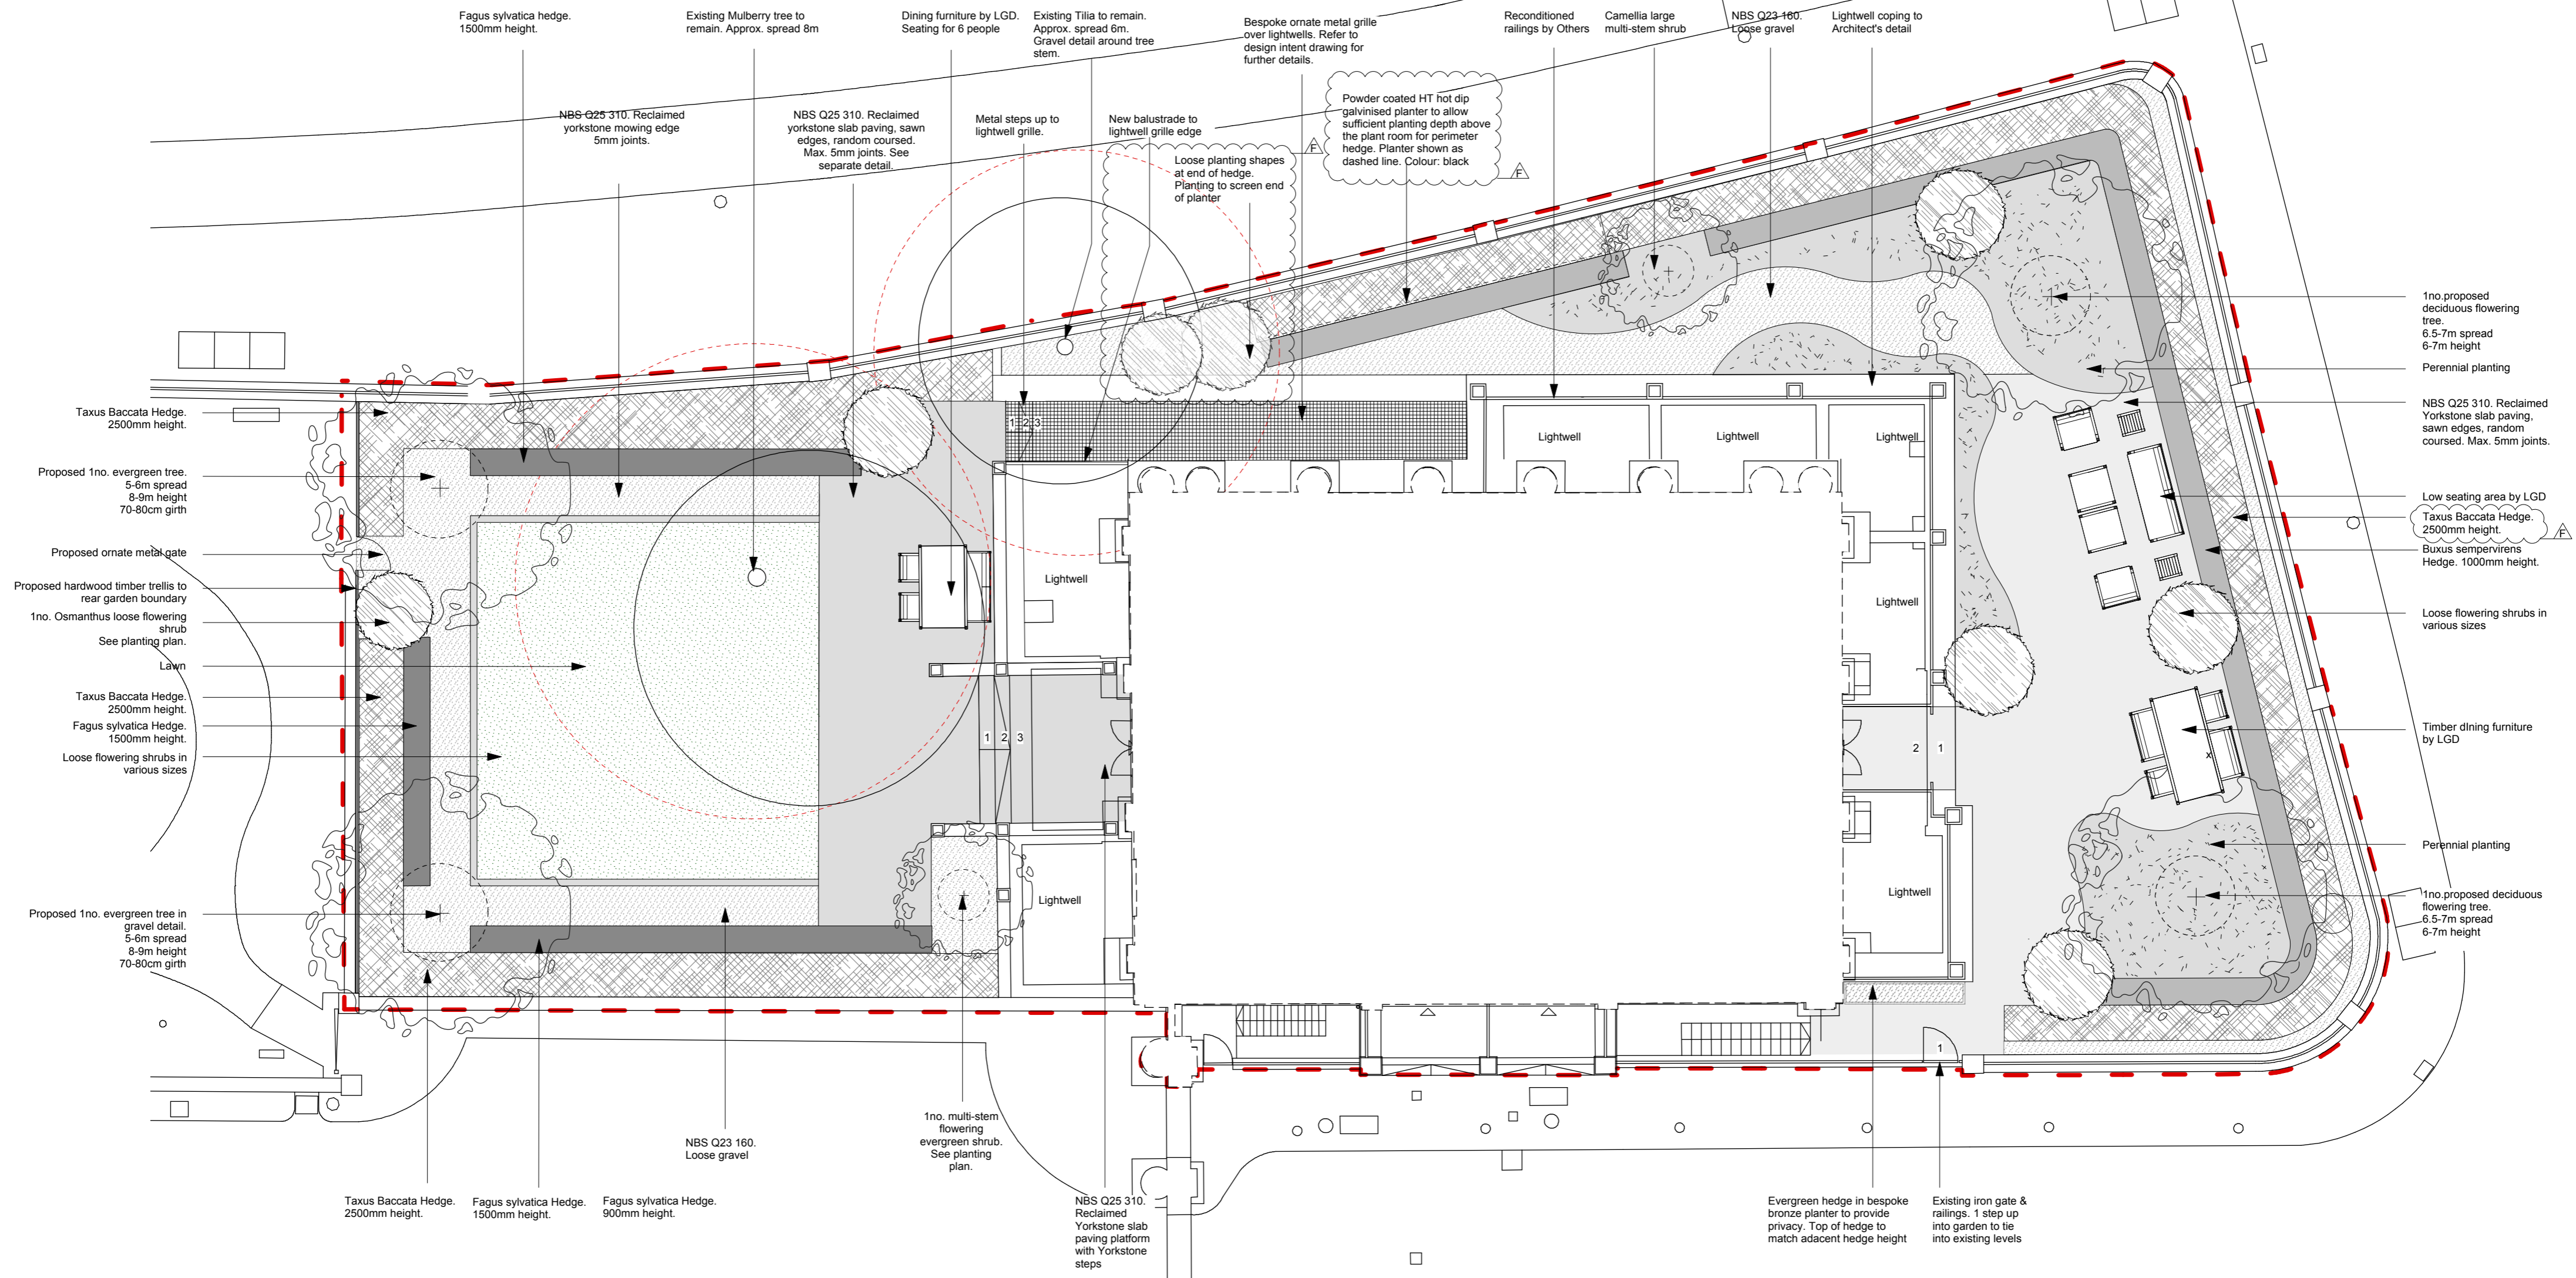 Fagus sylvatica hedge.
1500mm height.
Existing Mulberry tree to
remain. Approx. spread 8m
Dining furniture by LGD.
Seating for 6 people
Existing Tilia to remain.
Approx. spread 6m.
Gravel detail around tree
stem.
Bespoke ornate metal grille
over lightwells. Refer to
design intent drawing for
further details.
Reconditioned
railings by Others
Camellia large
multi-stem shrub
NBS Q23 160.
Loose gravel
Lightwell coping to
Architect's detail
NBS Q25 310. Reclaimed
yorkstone mowing edge
5mm joints.
NBS Q25 310. Reclaimed
yorkstone slab paving, sawn
edges, random coursed.
Max. 5mm joints. See
separate detail.
Metal steps up to
lightwell grille.
New balustrade to
lightwell grille edge
Loose planting shapes
at end of hedge.
Planting to screen end
of planter
F
Powder coated HT hot dip
galvinised planter to allow
sufficient planting depth above
the plant room for perimeter
hedge. Planter shown as
dashed line. Colour: black
F
Taxus Baccata Hedge.
2500mm height.
Proposed 1no. evergreen tree.
5-6m spread
8-9m height
70-80cm girth
Proposed ornate metal gate
Proposed hardwood timber trellis to
rear garden boundary
1no. Osmanthus loose flowering
shrub
See planting plan.
Lawn
Taxus Baccata Hedge.
2500mm height.
Fagus sylvatica Hedge.
1500mm height.
Loose flowering shrubs in
various sizes
Proposed 1no. evergreen tree in
gravel detail.
5-6m spread
8-9m height
70-80cm girth
1 2 3
Lightwell
Lightwell
Lightwell
Lightwell
Lightwell
1 2 3
2 1
Lightwell
Lightwell
x
1
1no.proposed
deciduous flowering
tree.
6.5-7m spread
6-7m height
Perennial planting
NBS Q25 310. Reclaimed
Yorkstone slab paving,
sawn edges, random
coursed. Max. 5mm joints.
Low seating area by LGD
Taxus Baccata Hedge.
2500mm height.
F
Buxus sempervirens
Hedge. 1000mm height.
Loose flowering shrubs in
various sizes
Timber dIning furniture
by LGD
Perennial planting
1no.proposed deciduous
flowering tree.
6.5-7m spread
6-7m height
Taxus Baccata Hedge.
2500mm height.
Fagus sylvatica Hedge.
1500mm height.
Fagus sylvatica Hedge.
900mm height.
NBS Q23 160.
Loose gravel
1no. multi-stem
flowering
evergreen shrub.
See planting
plan.
NBS Q25 310.
Reclaimed
Yorkstone slab
paving platform
with Yorkstone
steps
Evergreen hedge in bespoke
bronze planter to provide
privacy. Top of hedge to
match adacent hedge height
Existing iron gate &
railings. 1 step up
into garden to tie
into existing levels